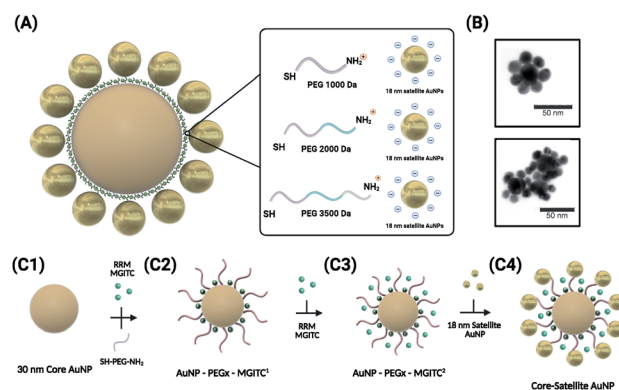 (A)
SH
NH₂
+
PEG 1000 Da
18 nm satellite AuNPs
SH
NH₂
+
PEG 2000 Da
18 nm satellite AuNPs
SH
NH₂
+
PEG 3500 Da
18 nm satellite AuNPs
(B)
50 nm
50 nm
(C1)
30 nm Core AuNP
RRM
MGITC
SH-PEG-NH₂
(C2)
AuNP - PEGx - MGITC¹
RRM
MGITC
(C3)
AuNP - PEGx - MGITC²
18 nm Satellite
AuNP
(C4)
Core-Satellite AuNP